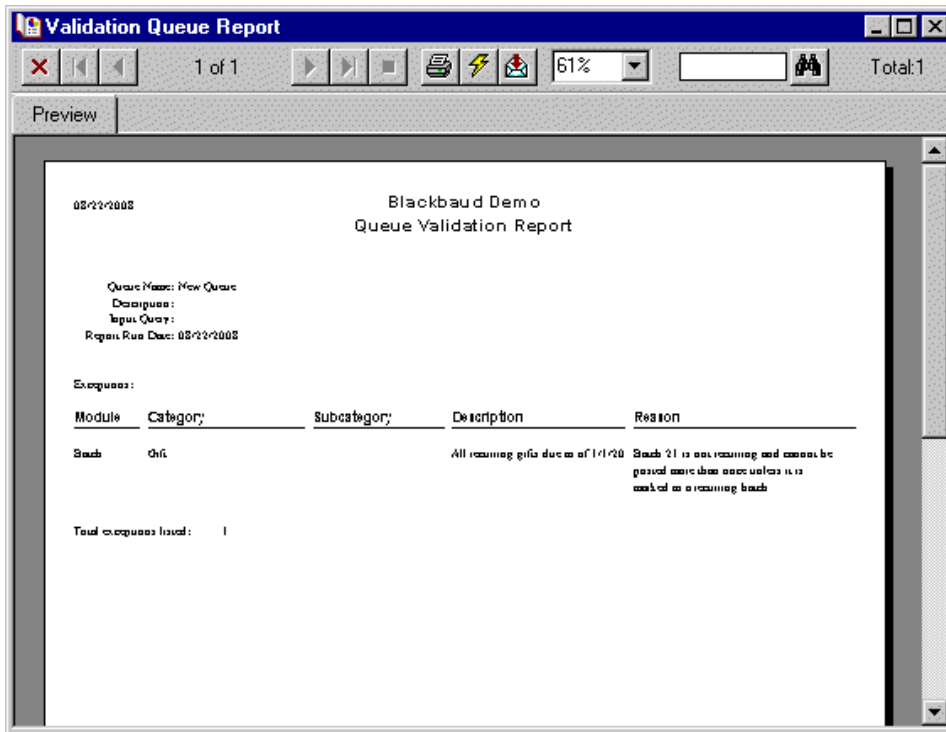 Validation Queue Report
1 of 1 61% Total:1
Preview
08/22/2008
Blackbaud Demo
Queue Validation Report
Queue Name: New Queue
Description:
Input Query:
Report Run Date: 08/22/2008
Exceptions:
Module Category Subcategory Description Reason
Batch Gift All recurring gifts due as of 1/1/20 Batch 21 is not recurring and cannot be
posted more than once unless it is
marked as a recurring batch
Total exceptions listed: 1